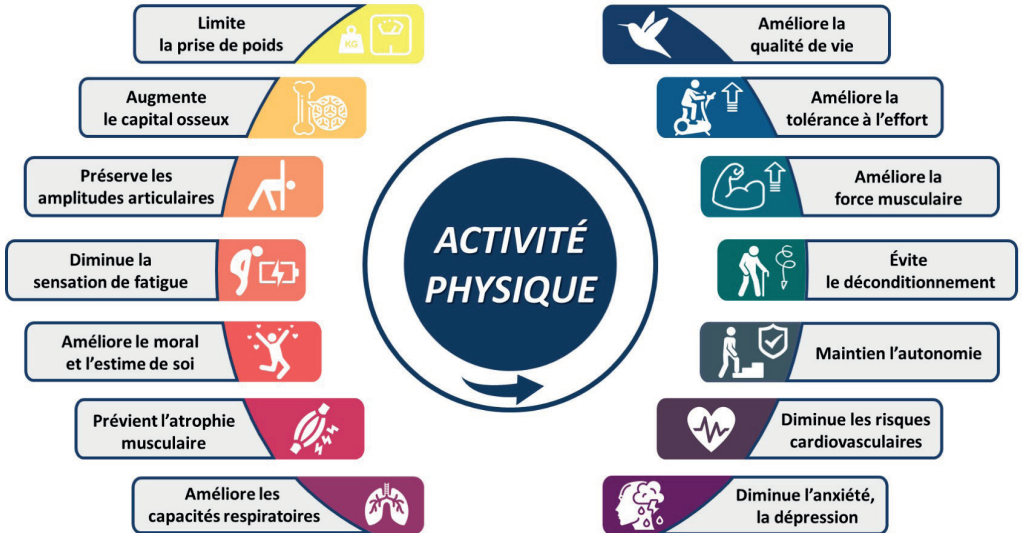 Limite
la prise de poids
KG
Augmente
le capital osseux
Préserve les
amplitudes articulaires
Diminue la
sensation de fatigue
Améliore le moral
et l'estime de soi
Prévient l'atrophie
musculaire
Améliore les
capacités respiratoires
ACTIVITÉ
PHYSIQUE
Améliore la
qualité de vie
Améliore la
tolérance à l'effort
Améliore la
force musculaire
Évite
le déconditionnement
Maintien l'autonomie
Diminue les risques
cardiovasculaires
Diminue l'anxiété,
la dépression